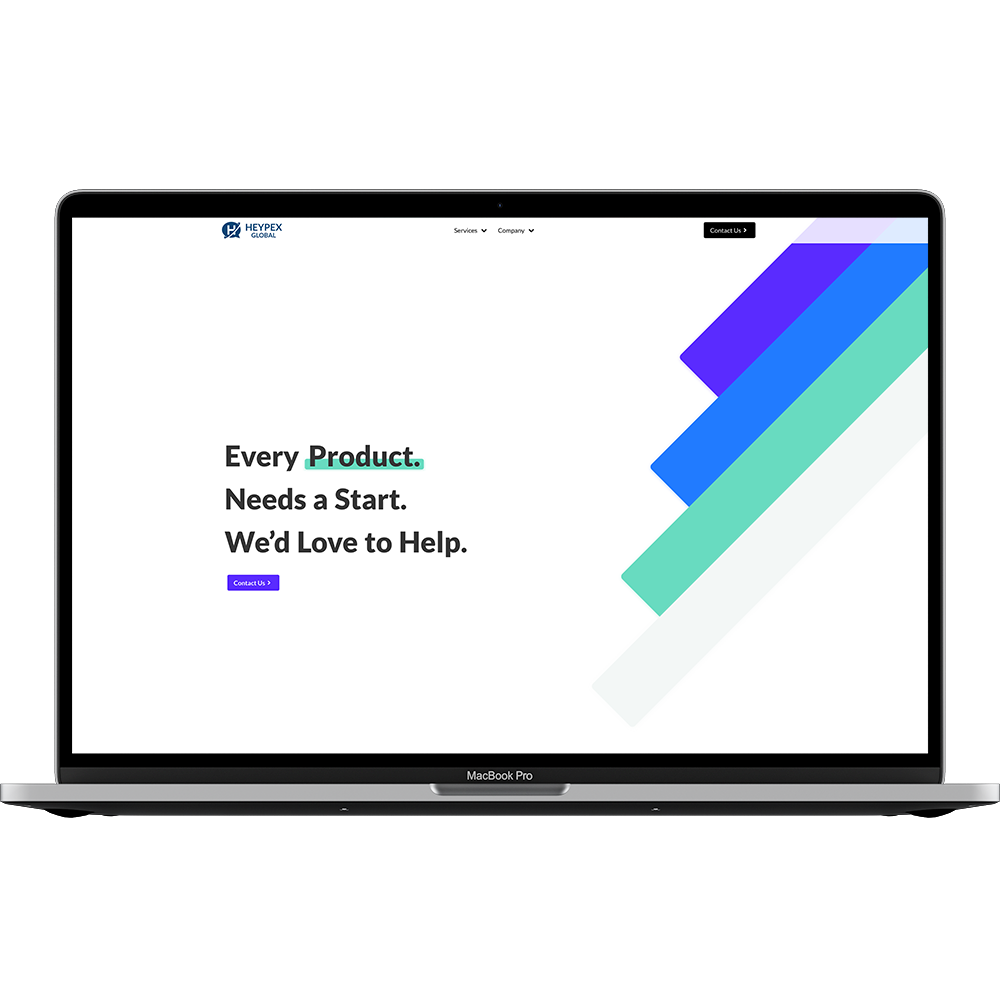 HEYPEX
GLOBAL
Services
Company
Contact Us
Every Product.
Needs a Start.
We’d Love to Help.
Contact Us
MacBook Pro